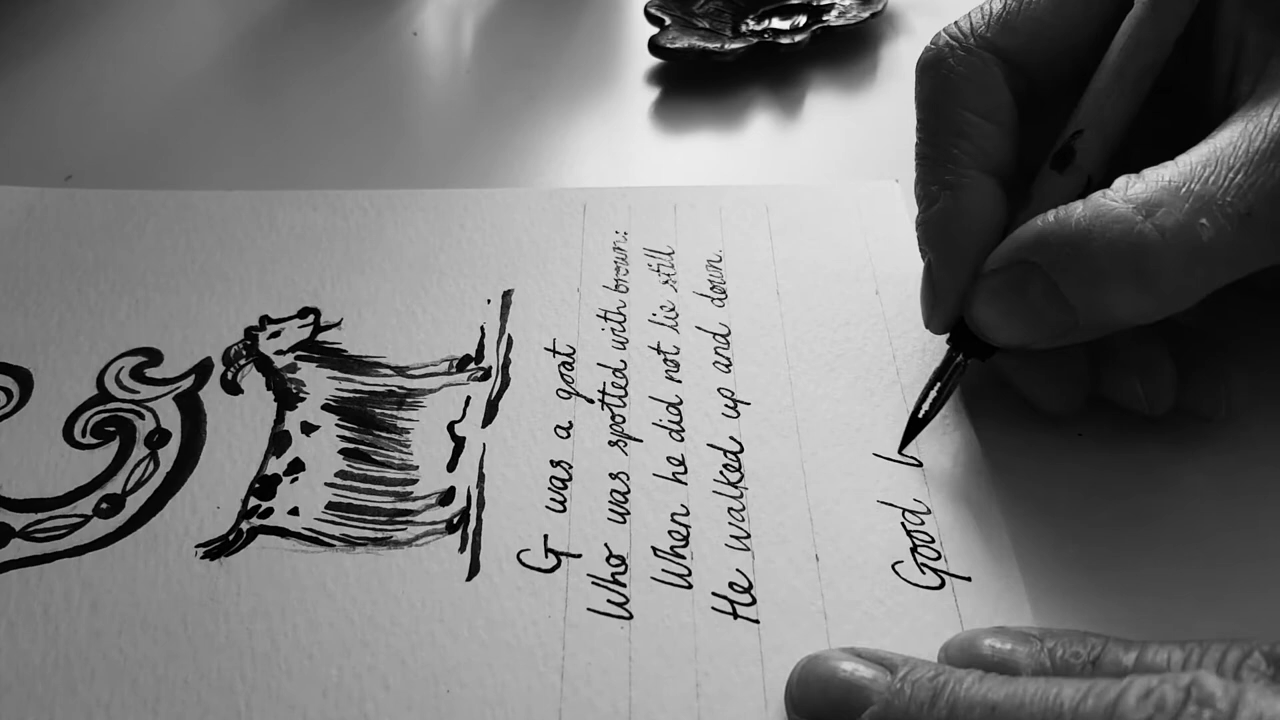 G was a goat
Who was spotted with brown:
When he did not lie still
He walked up and down.
Good